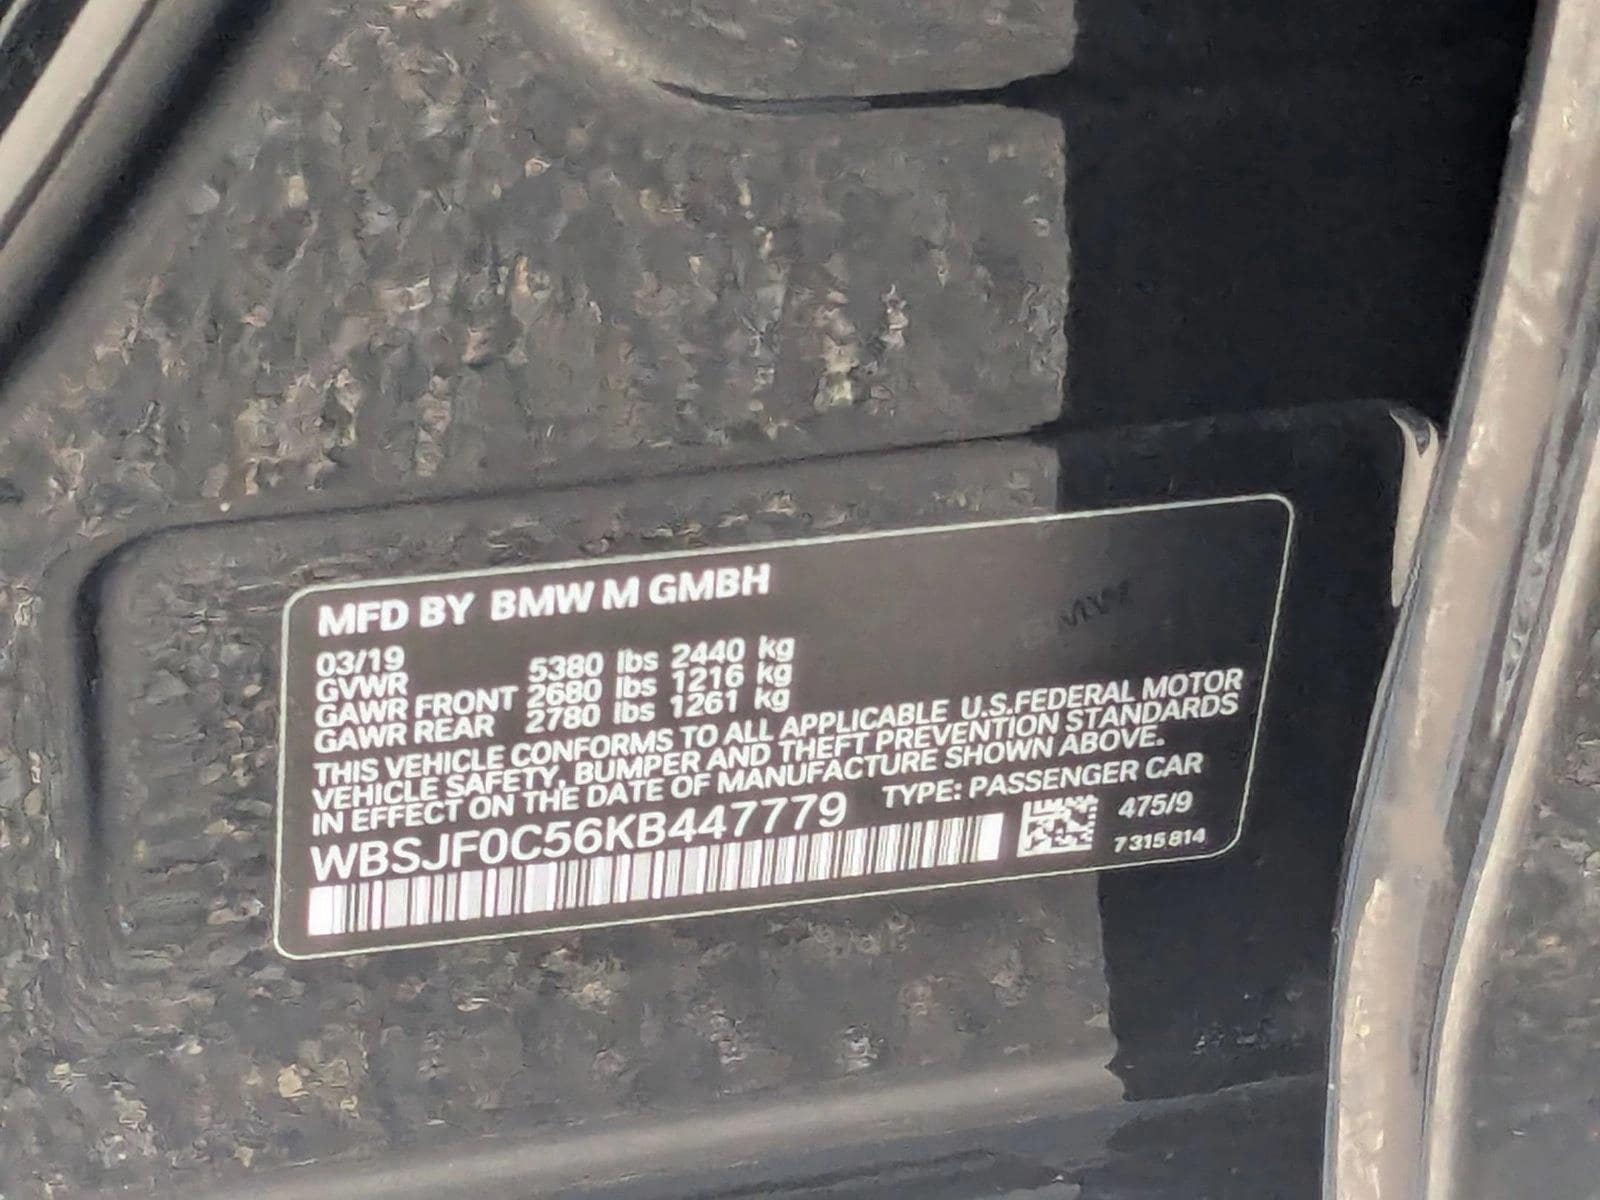 MFD BY BMW M GMBH
03/19
GVWR 5380 lbs 2440 kg
GAWR FRONT 2680 lbs 1216 kg
GAWR REAR 2780 lbs 1261 kg
THIS VEHICLE CONFORMS TO ALL APPLICABLE U.S.FEDERAL MOTOR
VEHICLE SAFETY, BUMPER AND THEFT PREVENTION STANDARDS
IN EFFECT ON THE DATE OF MANUFACTURE SHOWN ABOVE.
WBSJF0C56KB447779 TYPE: PASSENGER CAR
475/9
7315814